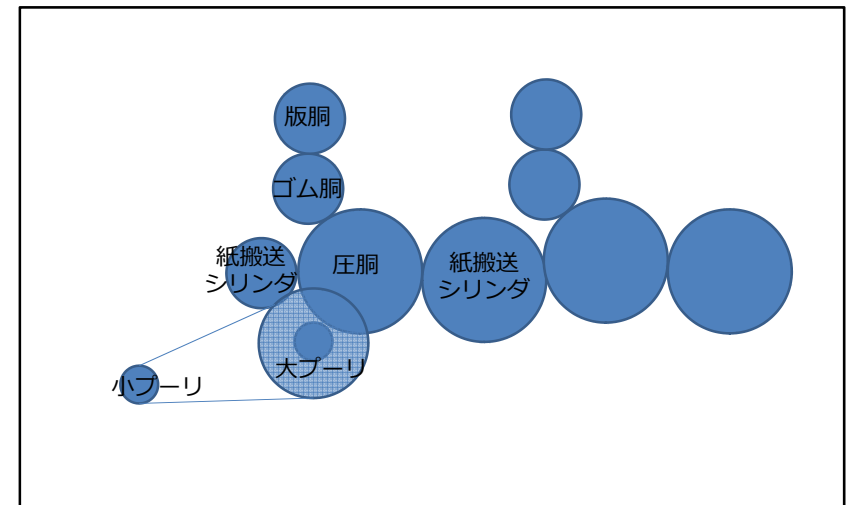 版胴
ゴム胴
紙搬送
シリンダ
圧胴
紙搬送
シリンダ
小プーリ
大プーリ